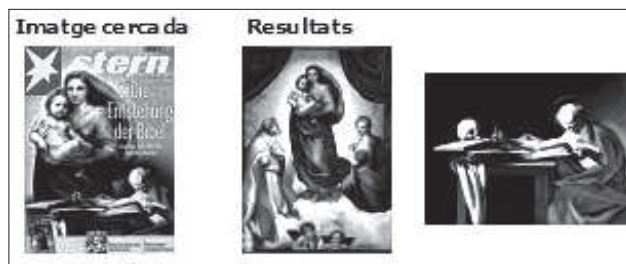 Imatge cercada
Resultats
stern
Die
Entstehung
der Bibel